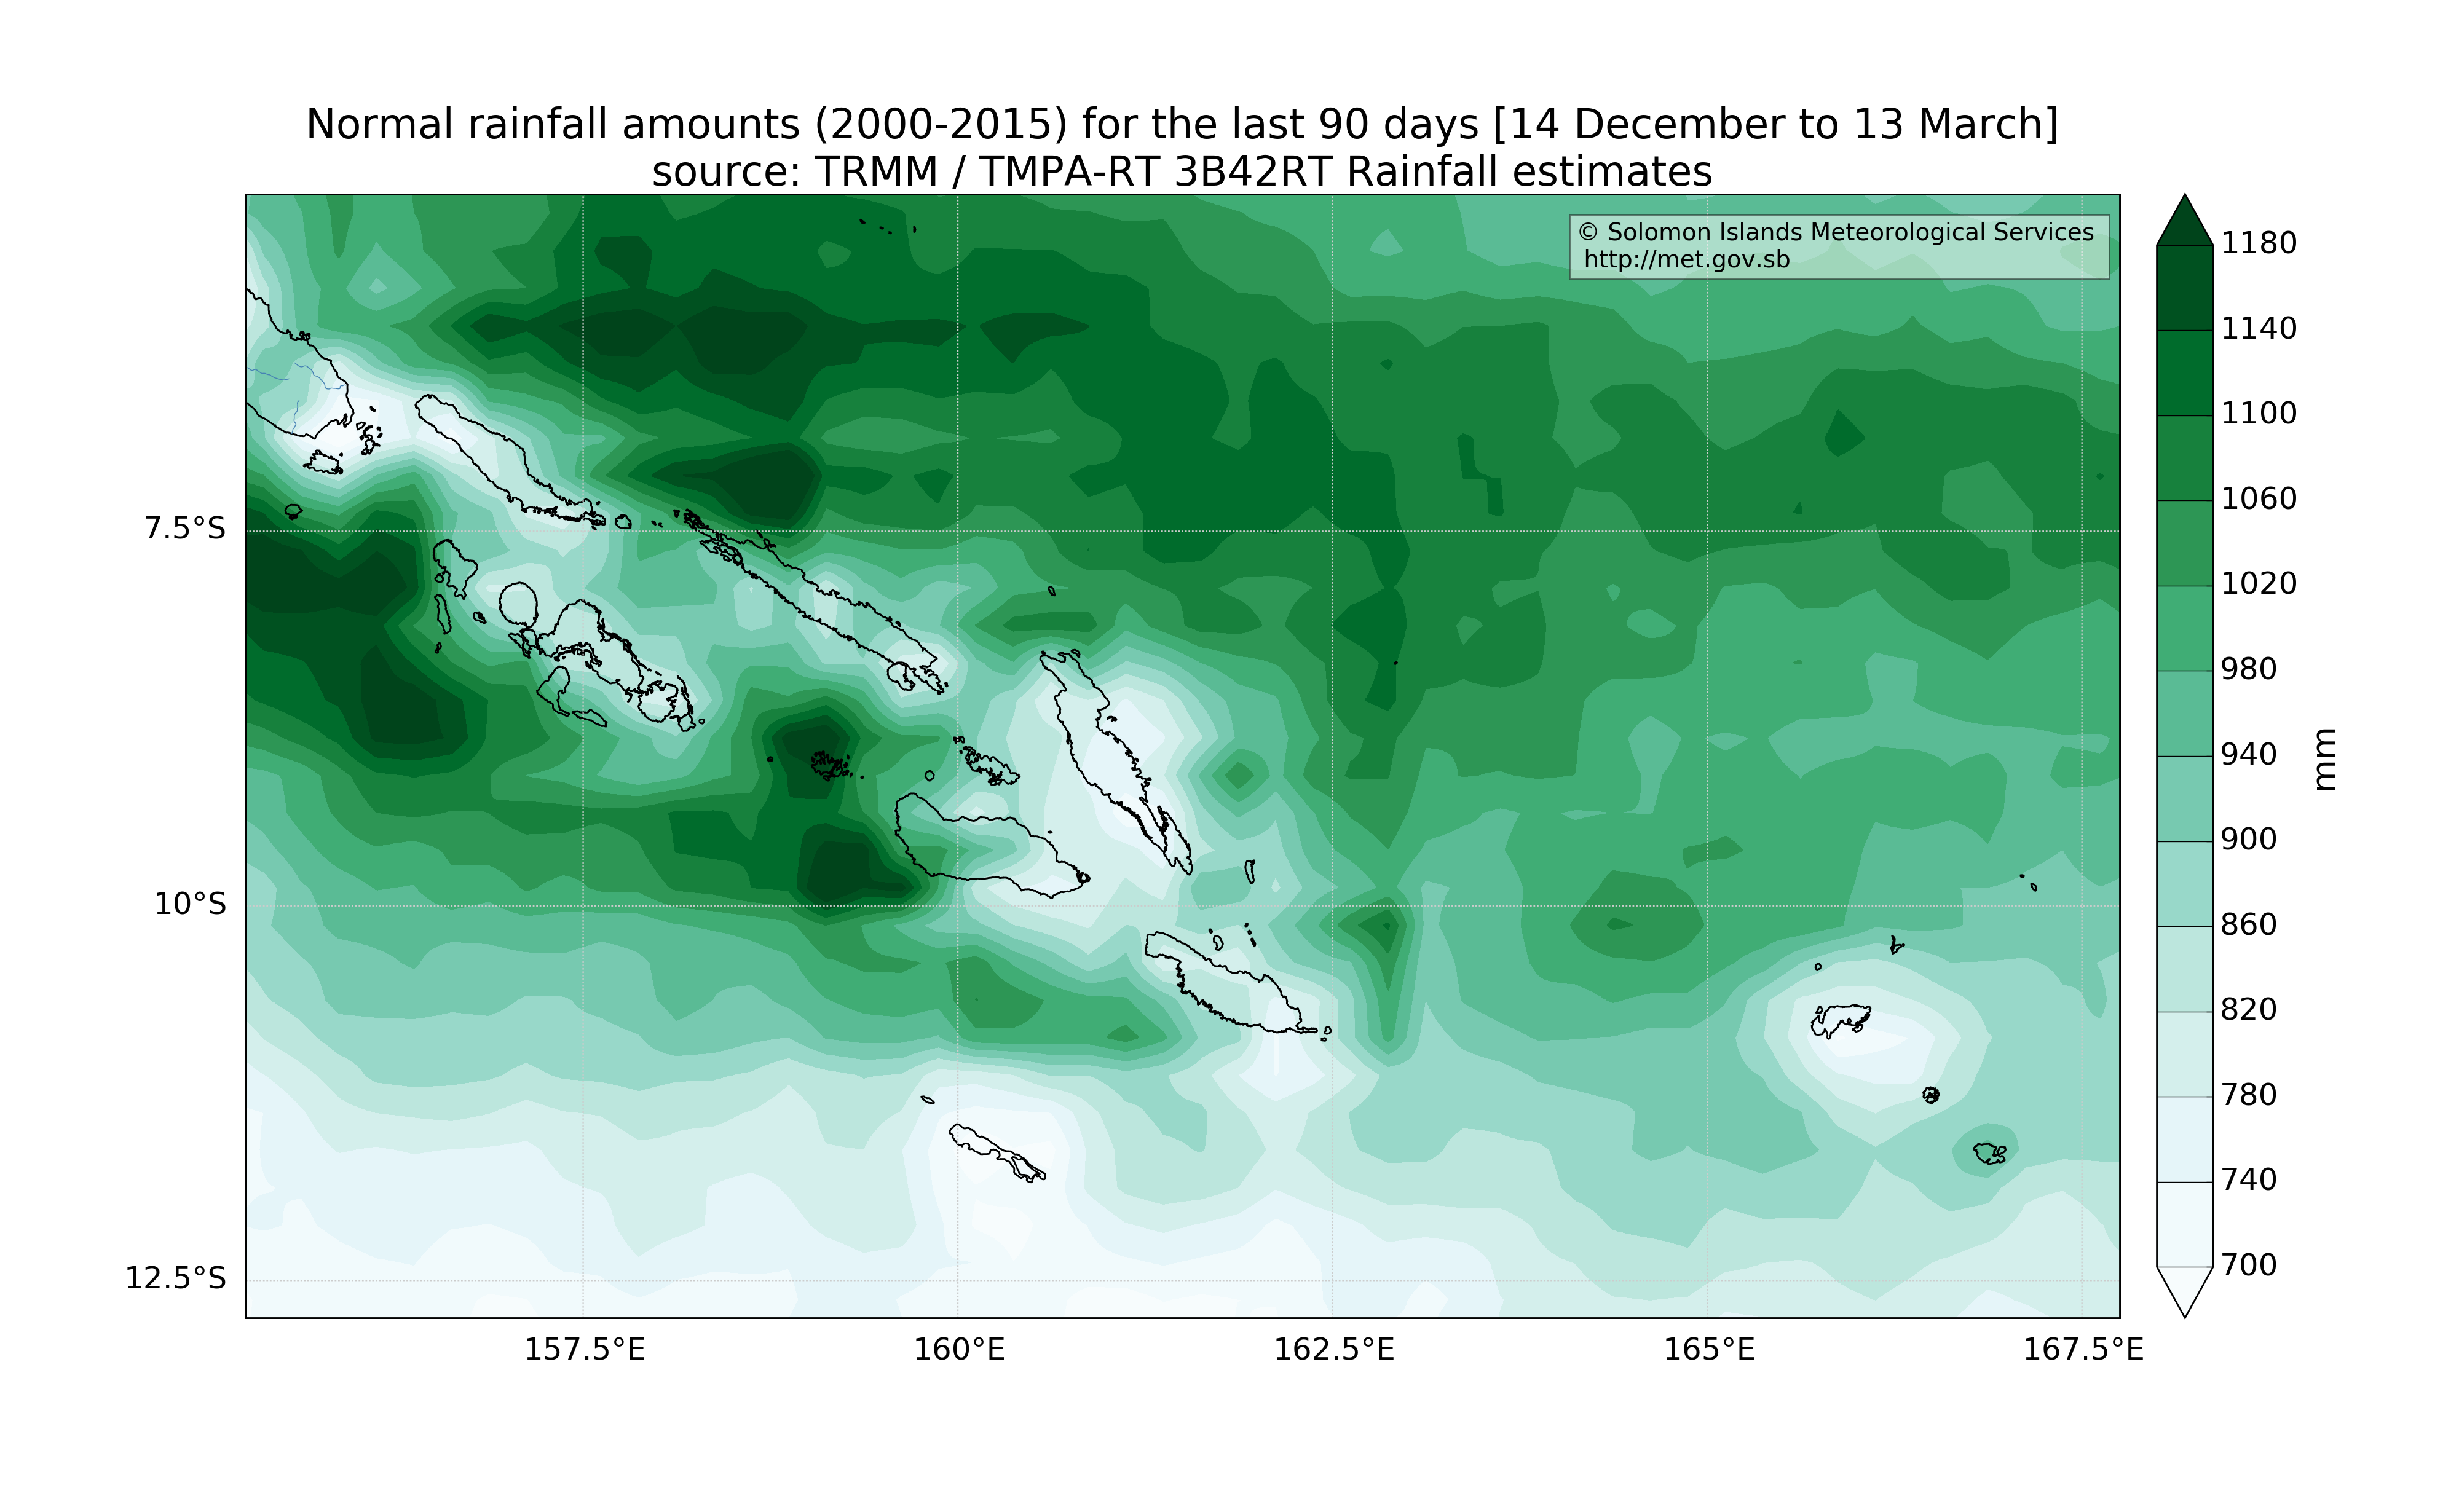 Normal rainfall amounts (2000-2015) for the last 90 days [14 December to 13 March]
source: TRMM / TMPA-RT 3B42RT Rainfall estimates
© Solomon Islands Meteorological Services
http://met.gov.sb
7.5°S
10°S
12.5°S
157.5°E
160°E
162.5°E
165°E
167.5°E
1180
1140
1100
1060
1020
980
940
900
860
820
780
740
700
mm